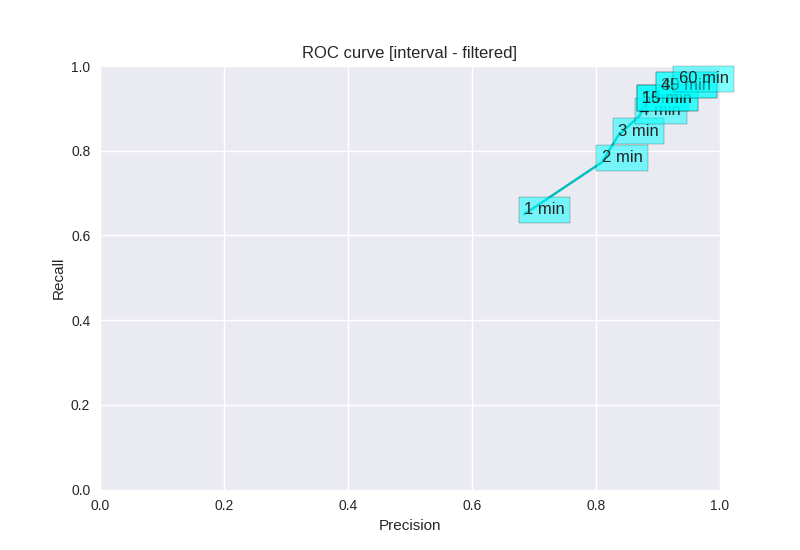 ROC curve [interval - filtered]
1.0
0.8
0.6
0.4
0.2
0.0
Recall
60 min
15 min
4 min
3 min
2 min
1 min
0.0 0.2 0.4 0.6 0.8 1.0
Precision